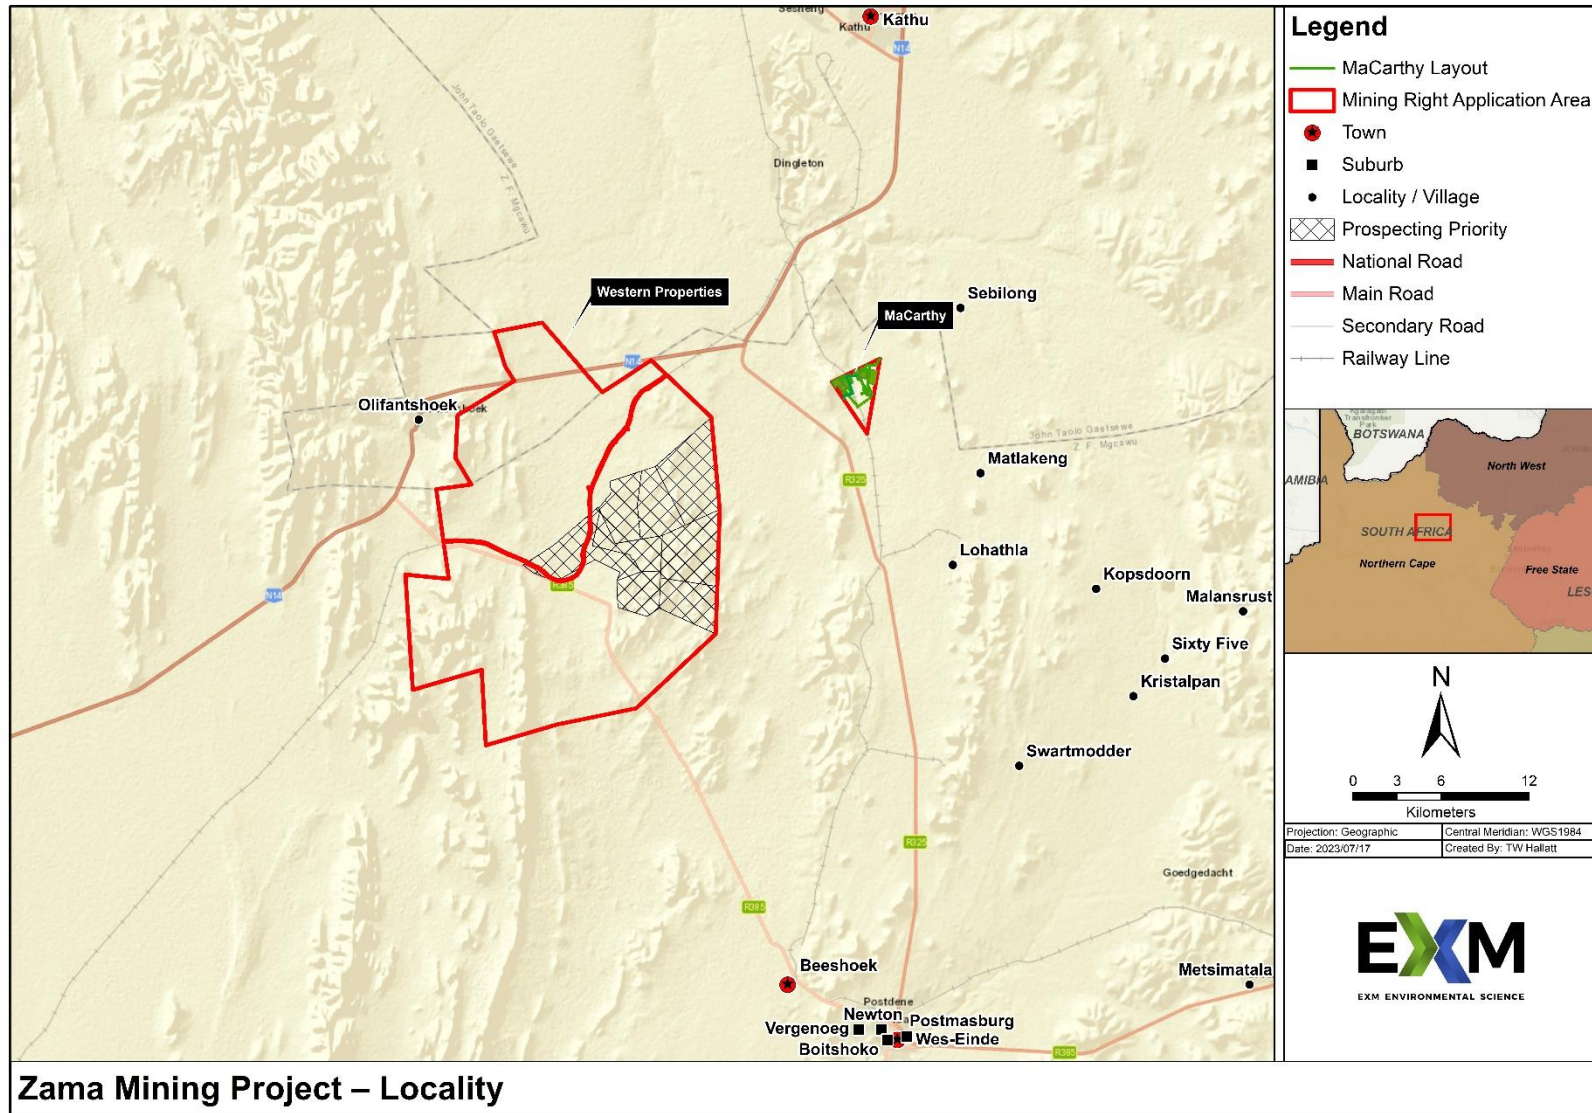 Sesheng
Kathu
Kathu
N14
John Taolo Gaetsewe
Z. F. Mgcawu
Dingleton
Western Properties
Sebilong
MaCarthy
N14
Olifantshoek
John Taolo Gaetsewe
Z. F. Mgcawu
Matlakeng
R325
Lohathla
Kopsdoorn
R385
Malansrust
N14
Sixty Five
Kristalpan
Swartmodder
R325
Goedgedacht
R385
Beeshoek
Metsimatala
Postdene
Newton
Vergenoeg
Postmasburg
Wes-Einde
Boitshoko
R385
Zama Mining Project – Locality
Legend
MaCarthy Layout
Mining Right Application Area
Town
Suburb
Locality / Village
Prospecting Priority
National Road
Main Road
Secondary Road
Railway Line
Kgalagadi
Transfrontier
Park
BOTSWANA
North West
AMIBIA
SOUTH AFRICA
Northern Cape
Free State
LES
N
0 3 6 12
Kilometers
Projection: Geographic
Central Meridian: WGS1984
Date: 2023/07/17
Created By: TW Hallatt
EXM
EXM ENVIRONMENTAL SCIENCE